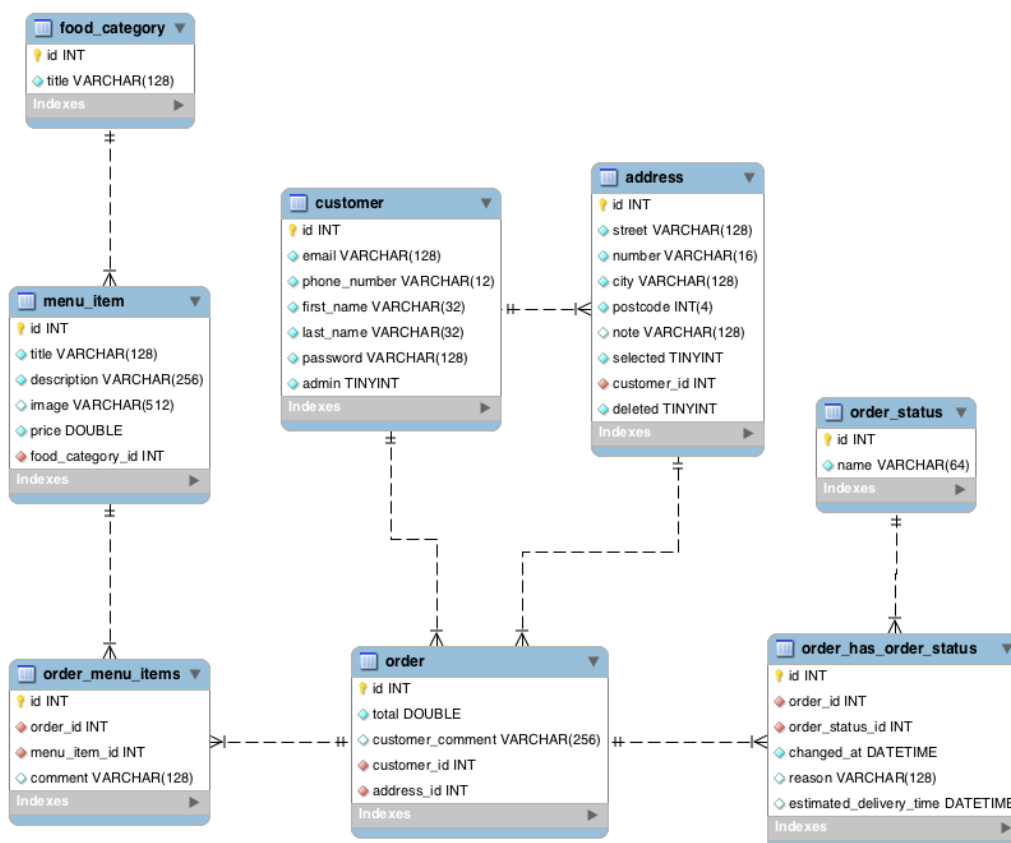 food_category
id INT
title VARCHAR(128)
Indexes
customer
id INT
email VARCHAR(128)
phone_number VARCHAR(12)
first_name VARCHAR(32)
last_name VARCHAR(32)
password VARCHAR(128)
admin TINYINT
Indexes
address
id INT
street VARCHAR(128)
number VARCHAR(16)
city VARCHAR(128)
postcode INT(4)
note VARCHAR(128)
selected TINYINT
customer_id INT
deleted TINYINT
Indexes
menu_item
id INT
title VARCHAR(128)
description VARCHAR(256)
image VARCHAR(512)
price DOUBLE
food_category_id INT
Indexes
order_status
id INT
name VARCHAR(64)
Indexes
order_menu_items
id INT
order_id INT
menu_item_id INT
comment VARCHAR(128)
Indexes
order
id INT
total DOUBLE
customer_comment VARCHAR(256)
customer_id INT
address_id INT
Indexes
order_has_order_status
id INT
order_id INT
order_status_id INT
changed_at DATETIME
reason VARCHAR(128)
estimated_delivery_time DATETIME
Indexes